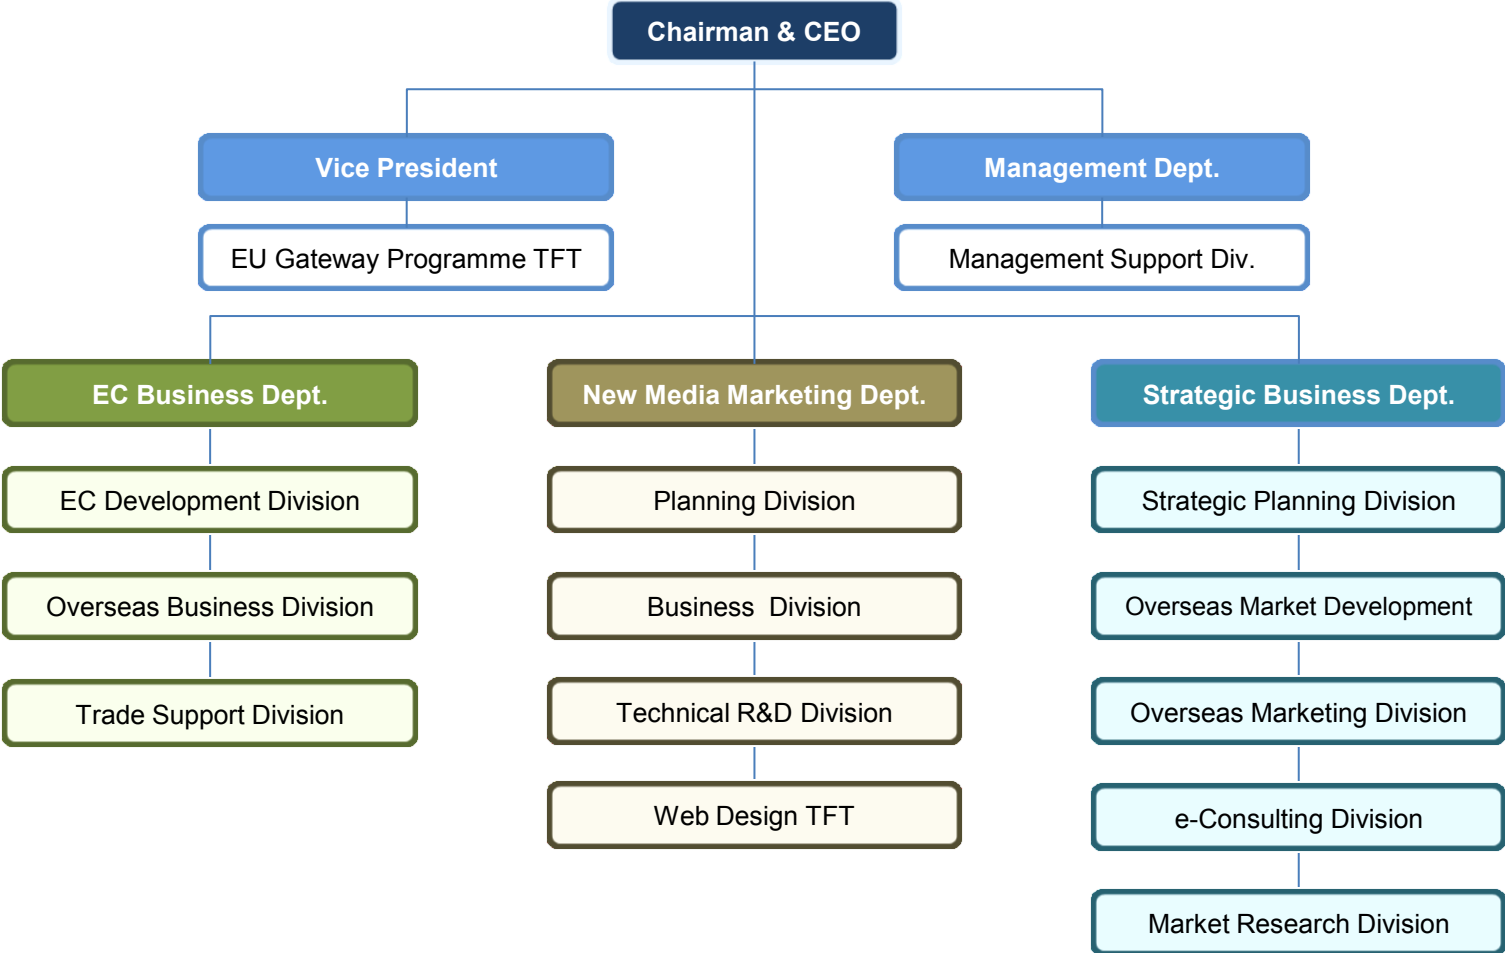 Chairman & CEO
Vice President
Management Dept.
EU Gateway Programme TFT
Management Support Div.
EC Business Dept.
New Media Marketing Dept.
Strategic Business Dept.
EC Development Division
Planning Division
Strategic Planning Division
Overseas Business Division
Business  Division
Overseas Market Development
Trade Support Division
Technical R&D Division
Overseas Marketing Division
Web Design TFT
e-Consulting Division
Market Research Division